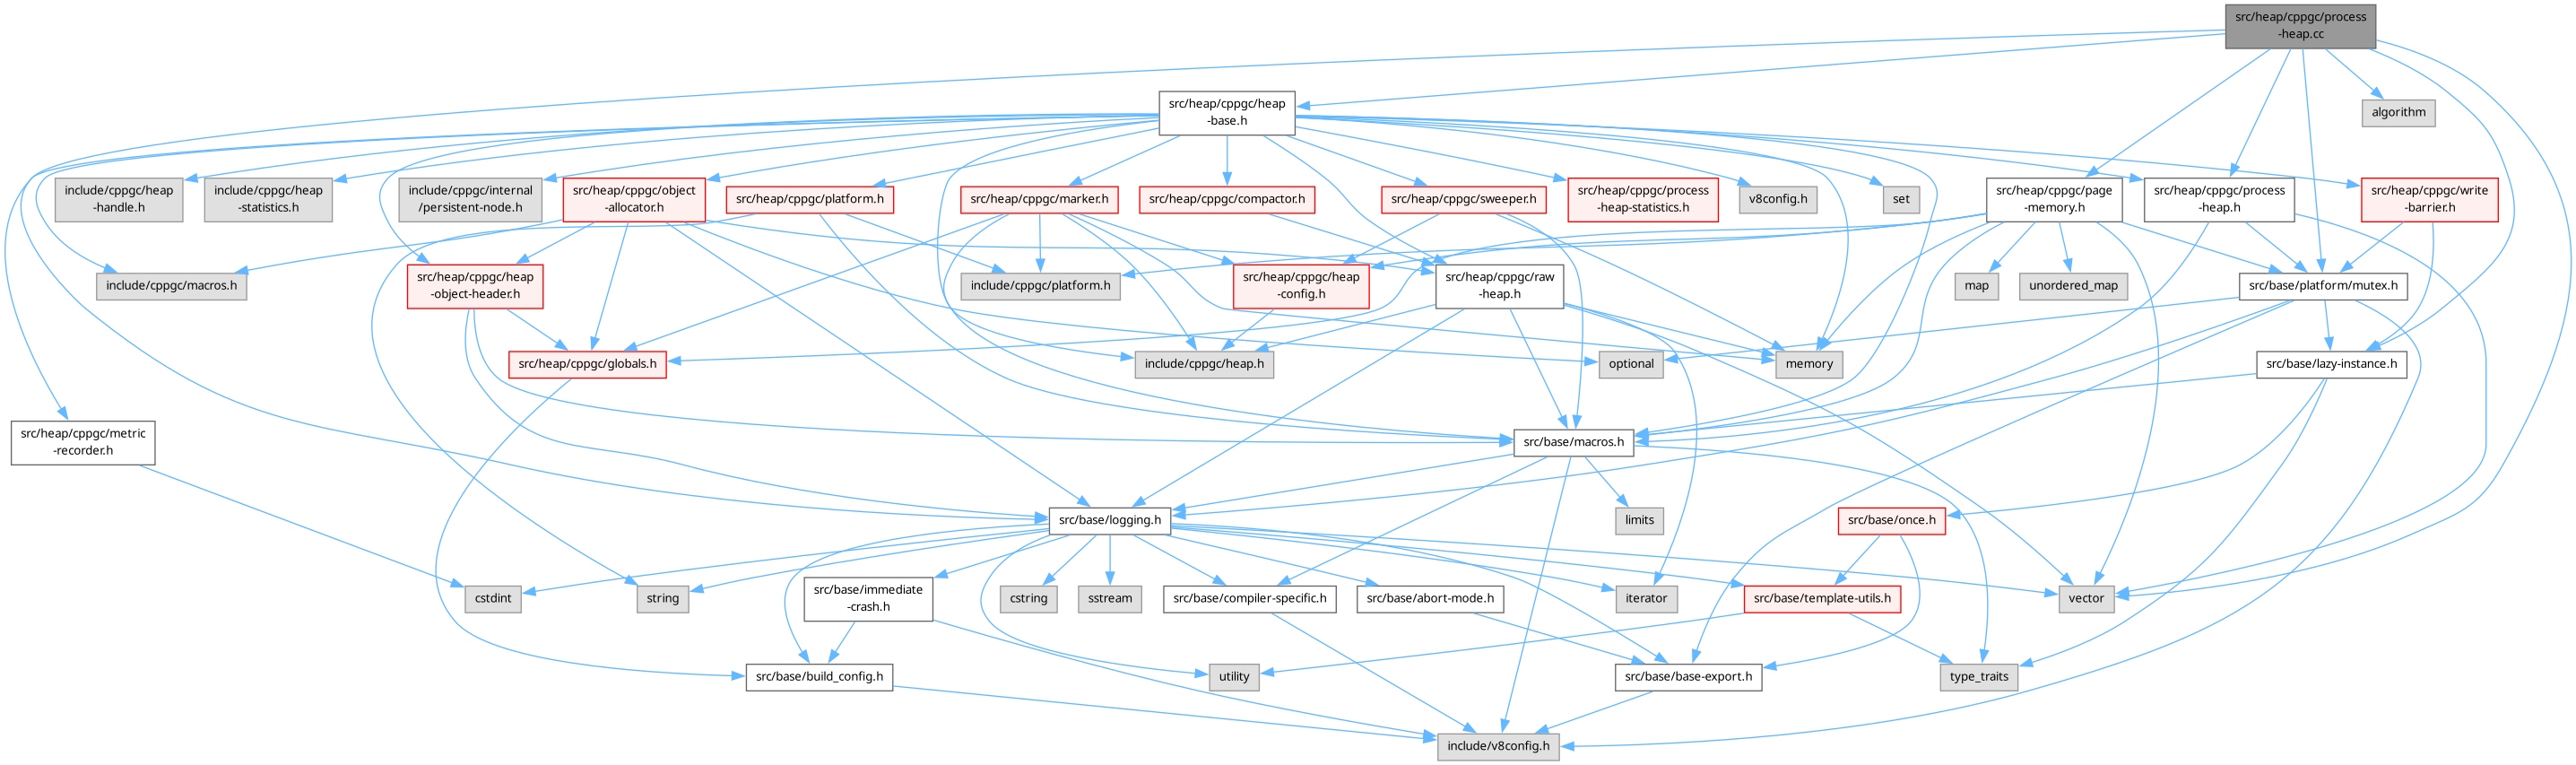 src/heap/cppgc/process
-heap.cc
src/heap/cppgc/heap
-base.h
algorithm
include/cppgc/heap
-handle.h
include/cppgc/heap
-statistics.h
include/cppgc/internal
/persistent-node.h
src/heap/cppgc/object
-allocator.h
src/heap/cppgc/platform.h
src/heap/cppgc/marker.h
src/heap/cppgc/compactor.h
src/heap/cppgc/sweeper.h
src/heap/cppgc/process
-heap-statistics.h
v8config.h
set
src/heap/cppgc/page
-memory.h
src/heap/cppgc/process
-heap.h
src/heap/cppgc/write
-barrier.h
include/cppgc/macros.h
src/heap/cppgc/heap
-object-header.h
include/cppgc/platform.h
src/heap/cppgc/heap
-config.h
src/heap/cppgc/raw
-heap.h
map
unordered_map
src/base/platform/mutex.h
src/heap/cppgc/globals.h
include/cppgc/heap.h
optional
memory
src/base/lazy-instance.h
src/heap/cppgc/metric
-recorder.h
src/base/macros.h
src/base/logging.h
limits
src/base/once.h
cstdint
string
src/base/immediate
-crash.h
cstring
sstream
src/base/compiler-specific.h
src/base/abort-mode.h
iterator
src/base/template-utils.h
vector
src/base/build_config.h
utility
src/base/base-export.h
type_traits
include/v8config.h